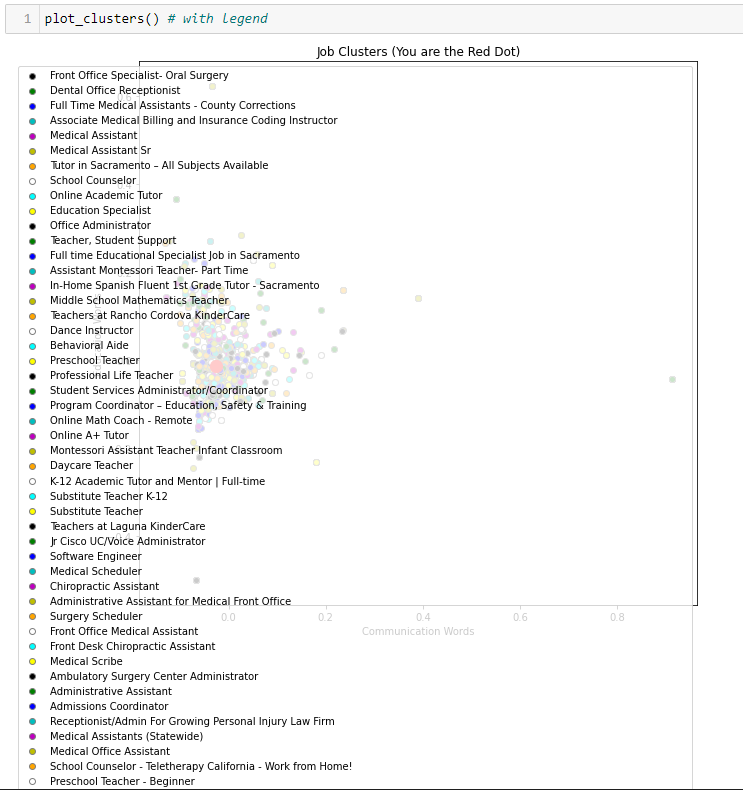 1 plot_clusters() # with legend
Job Clusters (You are the Red Dot)
Front Office Specialist- Oral Surgery
Dental Office Receptionist
Full Time Medical Assistants - County Corrections
Associate Medical Billing and Insurance Coding Instructor
Medical Assistant
Medical Assistant Sr
Tutor in Sacramento – All Subjects Available
School Counselor
Online Academic Tutor
Education Specialist
Office Administrator
Teacher, Student Support
Full time Educational Specialist Job in Sacramento
Assistant Montessori Teacher- Part Time
In-Home Spanish Fluent 1st Grade Tutor - Sacramento
Middle School Mathematics Teacher
Teachers at Rancho Cordova KinderCare
Dance Instructor
Behavioral Aide
Preschool Teacher
Professional Life Teacher
Student Services Administrator/Coordinator
Program Coordinator – Education, Safety & Training
Online Math Coach - Remote
Online A+ Tutor
Montessori Assistant Teacher Infant Classroom
Daycare Teacher
K-12 Academic Tutor and Mentor | Full-time
Substitute Teacher K-12
Substitute Teacher
Teachers at Laguna KinderCare
Jr Cisco UC/Voice Administrator
Software Engineer
Medical Scheduler
Chiropractic Assistant
Administrative Assistant for Medical Front Office
Surgery Scheduler
0.0 0.2 0.4 0.6 0.8
Front Office Medical Assistant
Communication Words
Front Desk Chiropractic Assistant
Medical Scribe
Ambulatory Surgery Center Administrator
Administrative Assistant
Admissions Coordinator
Receptionist/Admin For Growing Personal Injury Law Firm
Medical Assistants (Statewide)
Medical Office Assistant
School Counselor - Teletherapy California - Work from Home!
Preschool Teacher - Beginner